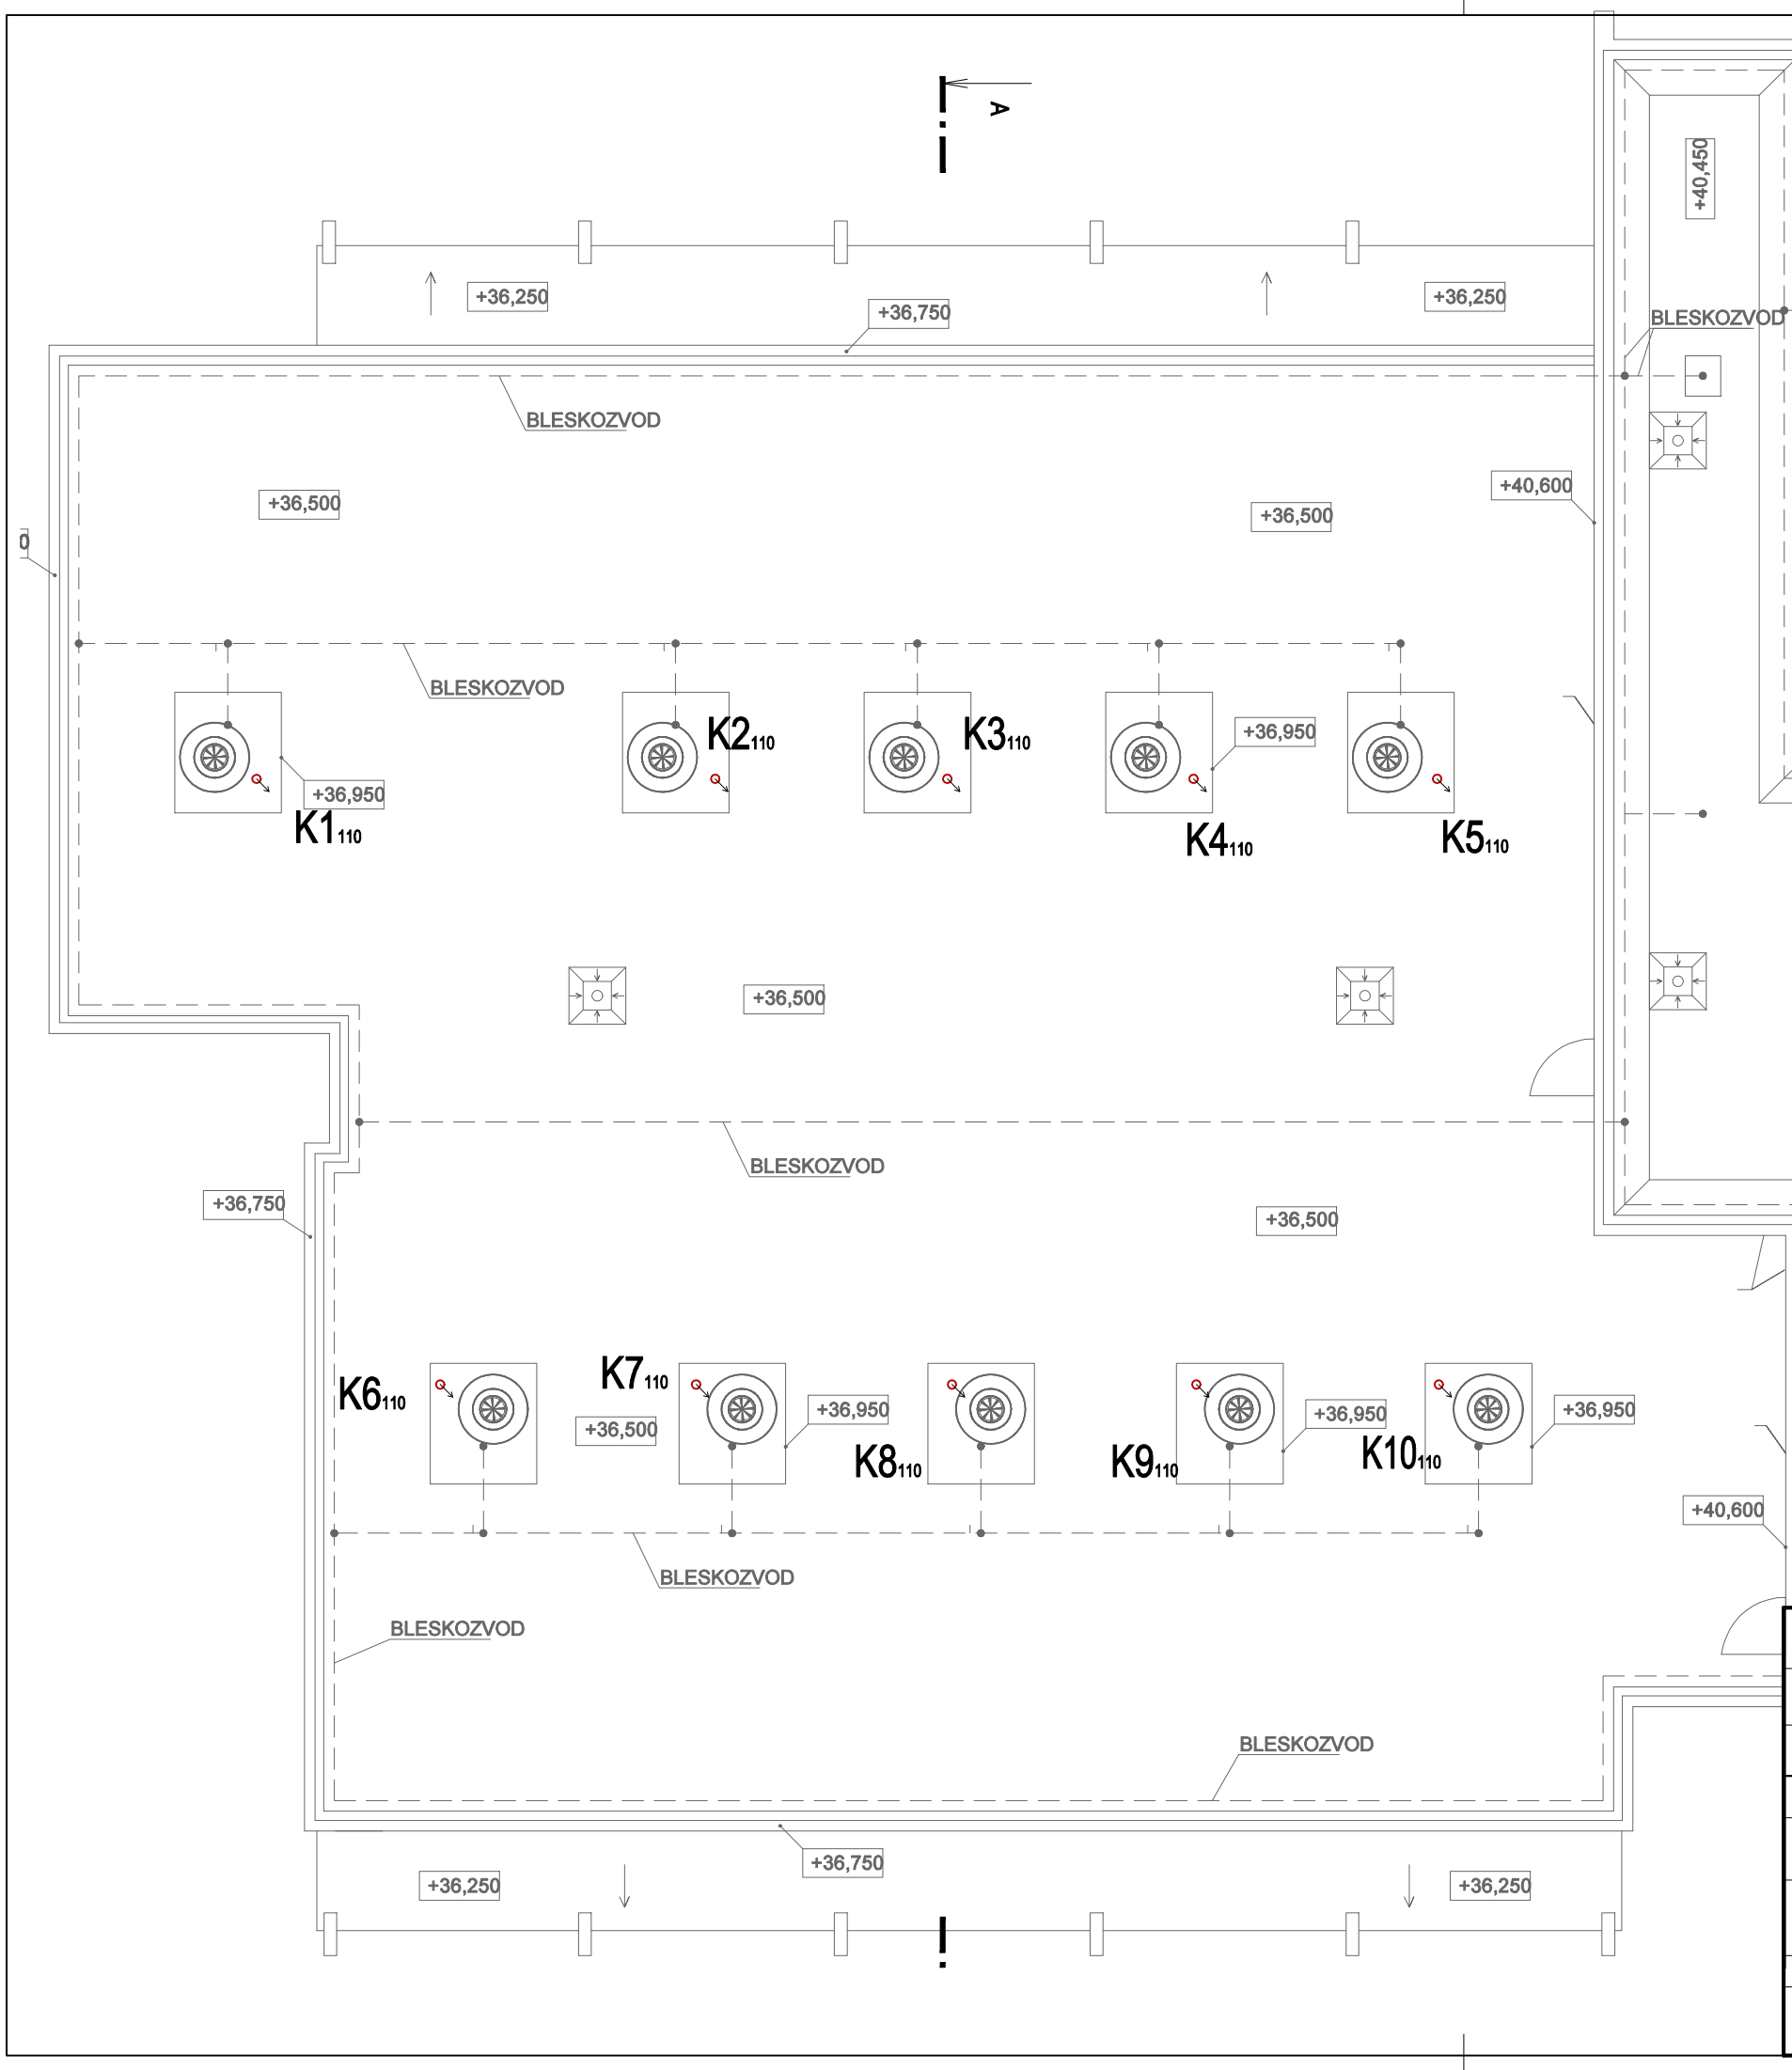 A
+40,450
+36,250
+36,750
+36,250
BLESKOZVOD
BLESKOZVOD
+36,500
+36,500
+40,600
0
BLESKOZVOD
K1110
+36,950
K2110
K3110
+36,950
K4110
K5110
+36,500
BLESKOZVOD
+36,750
+36,500
K6110
K7110
+36,500
+36,950
K8110
K9110
+36,950
K10110
+36,950
+40,600
BLESKOZVOD
BLESKOZVOD
BLESKOZVOD
+36,750
+36,250
+36,250